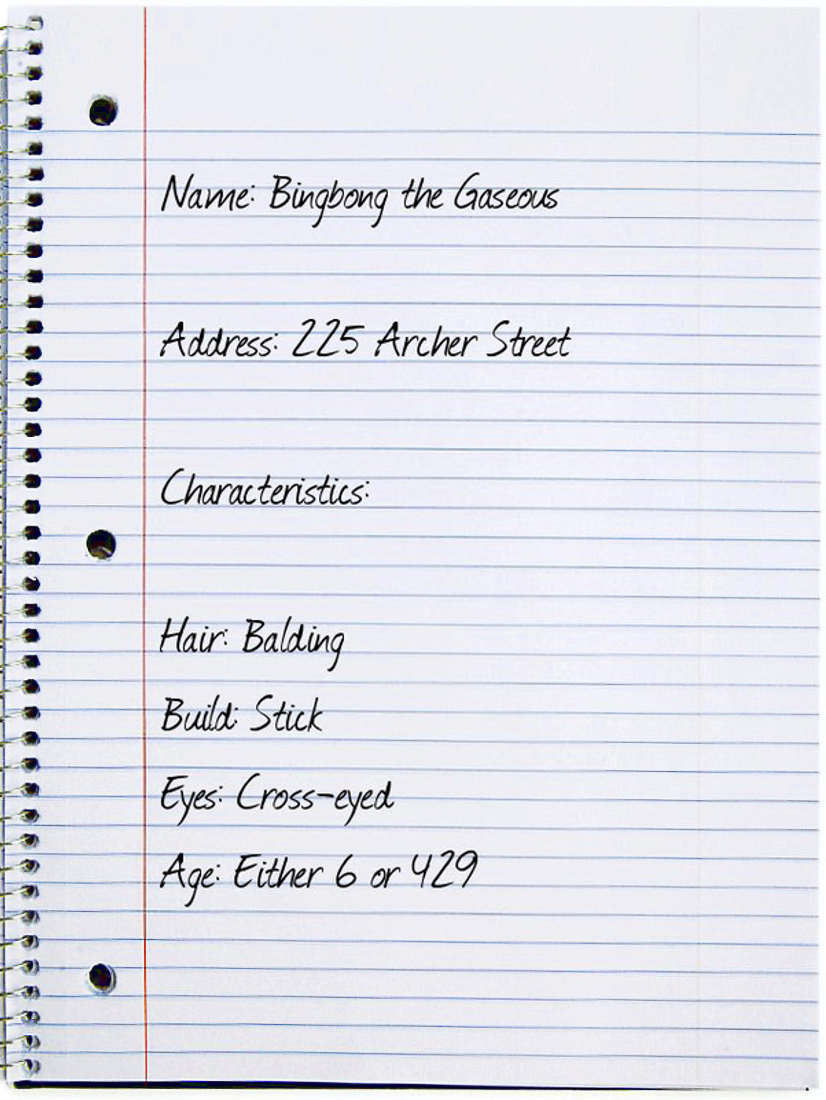 Name: Bingbong the Gaseous
Address: 225 Archer Street
Characteristics:
Hair: Balding
Build: Stick
Eyes: Cross-eyed
Age: Either 6 or 429